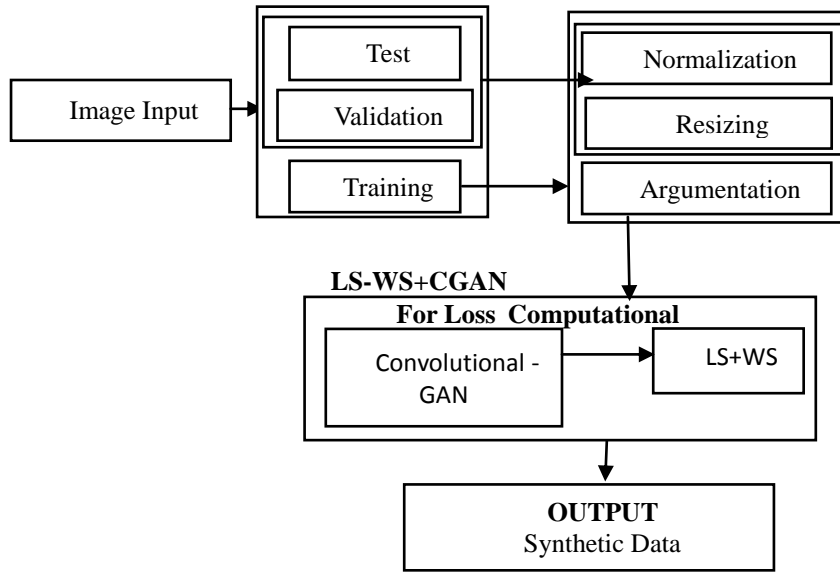 Image Input
Test
Validation
Training
Normalization
Resizing
Argumentation
LS-WS+CGAN
For Loss Computational
Convolutional -
GAN
LS+WS
OUTPUT
Synthetic Data